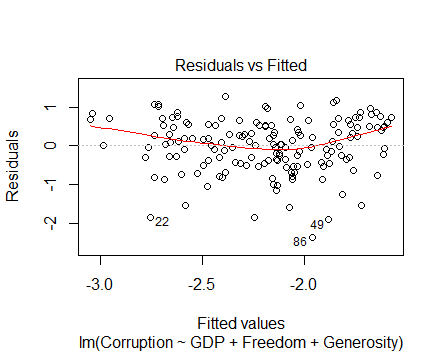 Residuals vs Fitted
Residuals
1
0
-1
-2
22
49
86
-3.0 -2.5 -2.0
Fitted values
lm(Corruption ~ GDP + Freedom + Generosity)